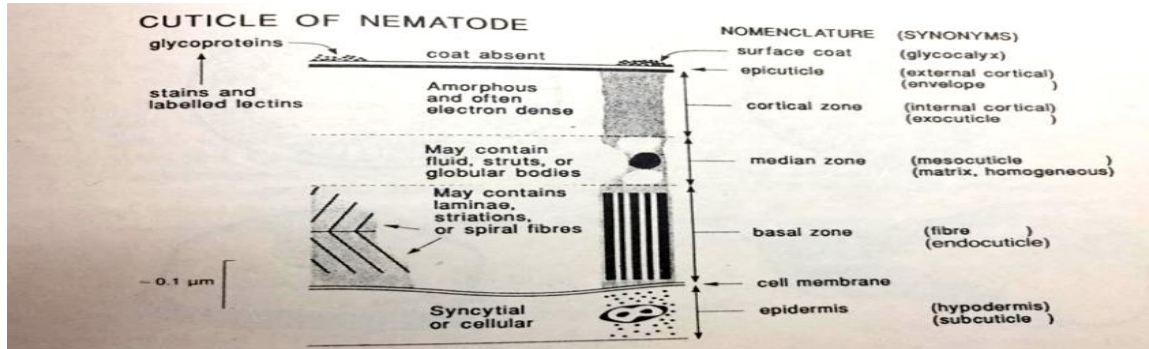 CUTICLE OF NEMATODE
NOMENCLATURE (SYNONYMS)
glycoproteins
coat absent
surface coat (glycocalyx)
epicuticle (external cortical)
(envelope )
stains and
labelled lectins
Amorphous
and often
electron dense
cortical zone (internal cortical)
(exocuticle )
May contain
fluid, struts, or
globular bodies
median zone (mesocuticle )
(matrix, homogeneous)
May contains
laminae,
striations,
or spiral fibres
basal zone (fibre )
(endocuticle)
~ 0.1 µm
cell membrane
Syncytial
or cellular
epidermis (hypodermis)
(subcuticle )